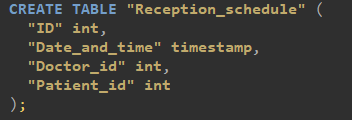 CREATE TABLE "Reception_schedule" (
  "ID" int,
  "Date_and_time" timestamp,
  "Doctor_id" int,
  "Patient_id" int
);